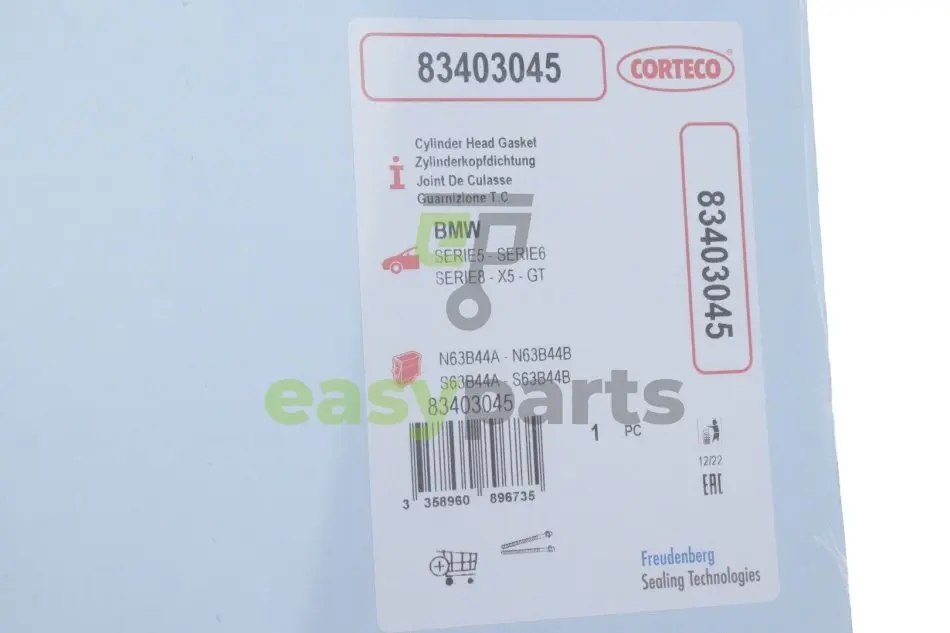 83403045
CORTECO
Cylinder Head Gasket
Zylinderkopfdichtung
Joint De Culasse
Guarnizione T.C
BMW
SERIE5 - SERIE6
SERIE8 - X5 - GT
83403045
N63B44A - N63B44B
S63B44A - S63B44B
easyparts
83403045
1 PC
12/22
EAC
3 358960 896735
Freudenberg
Sealing Technologies